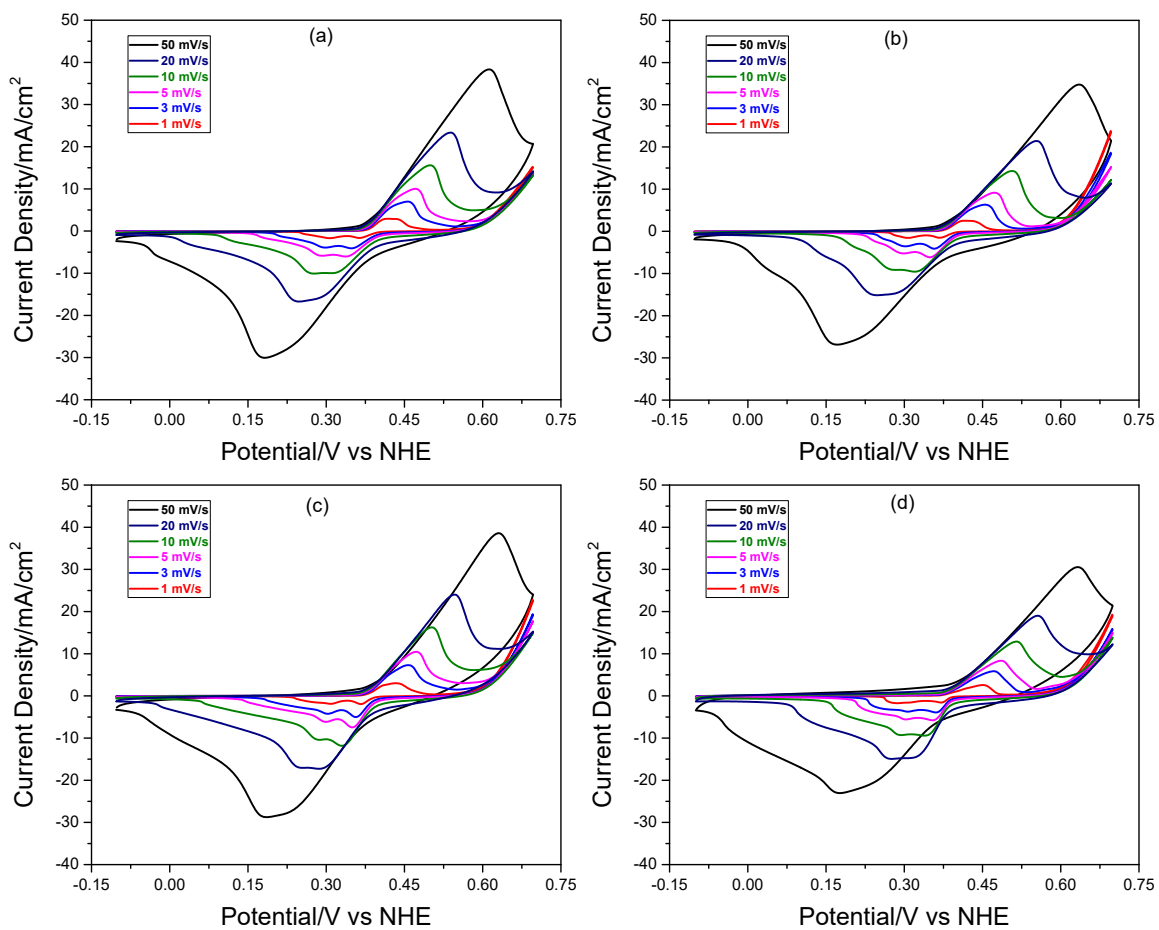 (a)
50 mV/s
20 mV/s
10 mV/s
5 mV/s
3 mV/s
1 mV/s
50
40
30
20
10
0
-10
-20
-30
-40
Current Density/mA/cm²
-0.15 0.00 0.15 0.30 0.45 0.60 0.75
Potential/V vs NHE
(b)
50 mV/s
20 mV/s
10 mV/s
5 mV/s
3 mV/s
1 mV/s
50
40
30
20
10
0
-10
-20
-30
-40
Current Density/mA/cm²
-0.15 0.00 0.15 0.30 0.45 0.60 0.75
Potential/V vs NHE
(c)
50 mV/s
20 mV/s
10 mV/s
5 mV/s
3 mV/s
1 mV/s
50
40
30
20
10
0
-10
-20
-30
-40
Current Density/mA/cm²
-0.15 0.00 0.15 0.30 0.45 0.60 0.75
Potential/V vs NHE
(d)
50 mV/s
20 mV/s
10 mV/s
5 mV/s
3 mV/s
1 mV/s
50
40
30
20
10
0
-10
-20
-30
-40
Current Density/mA/cm²
-0.15 0.00 0.15 0.30 0.45 0.60 0.75
Potential/V vs NHE